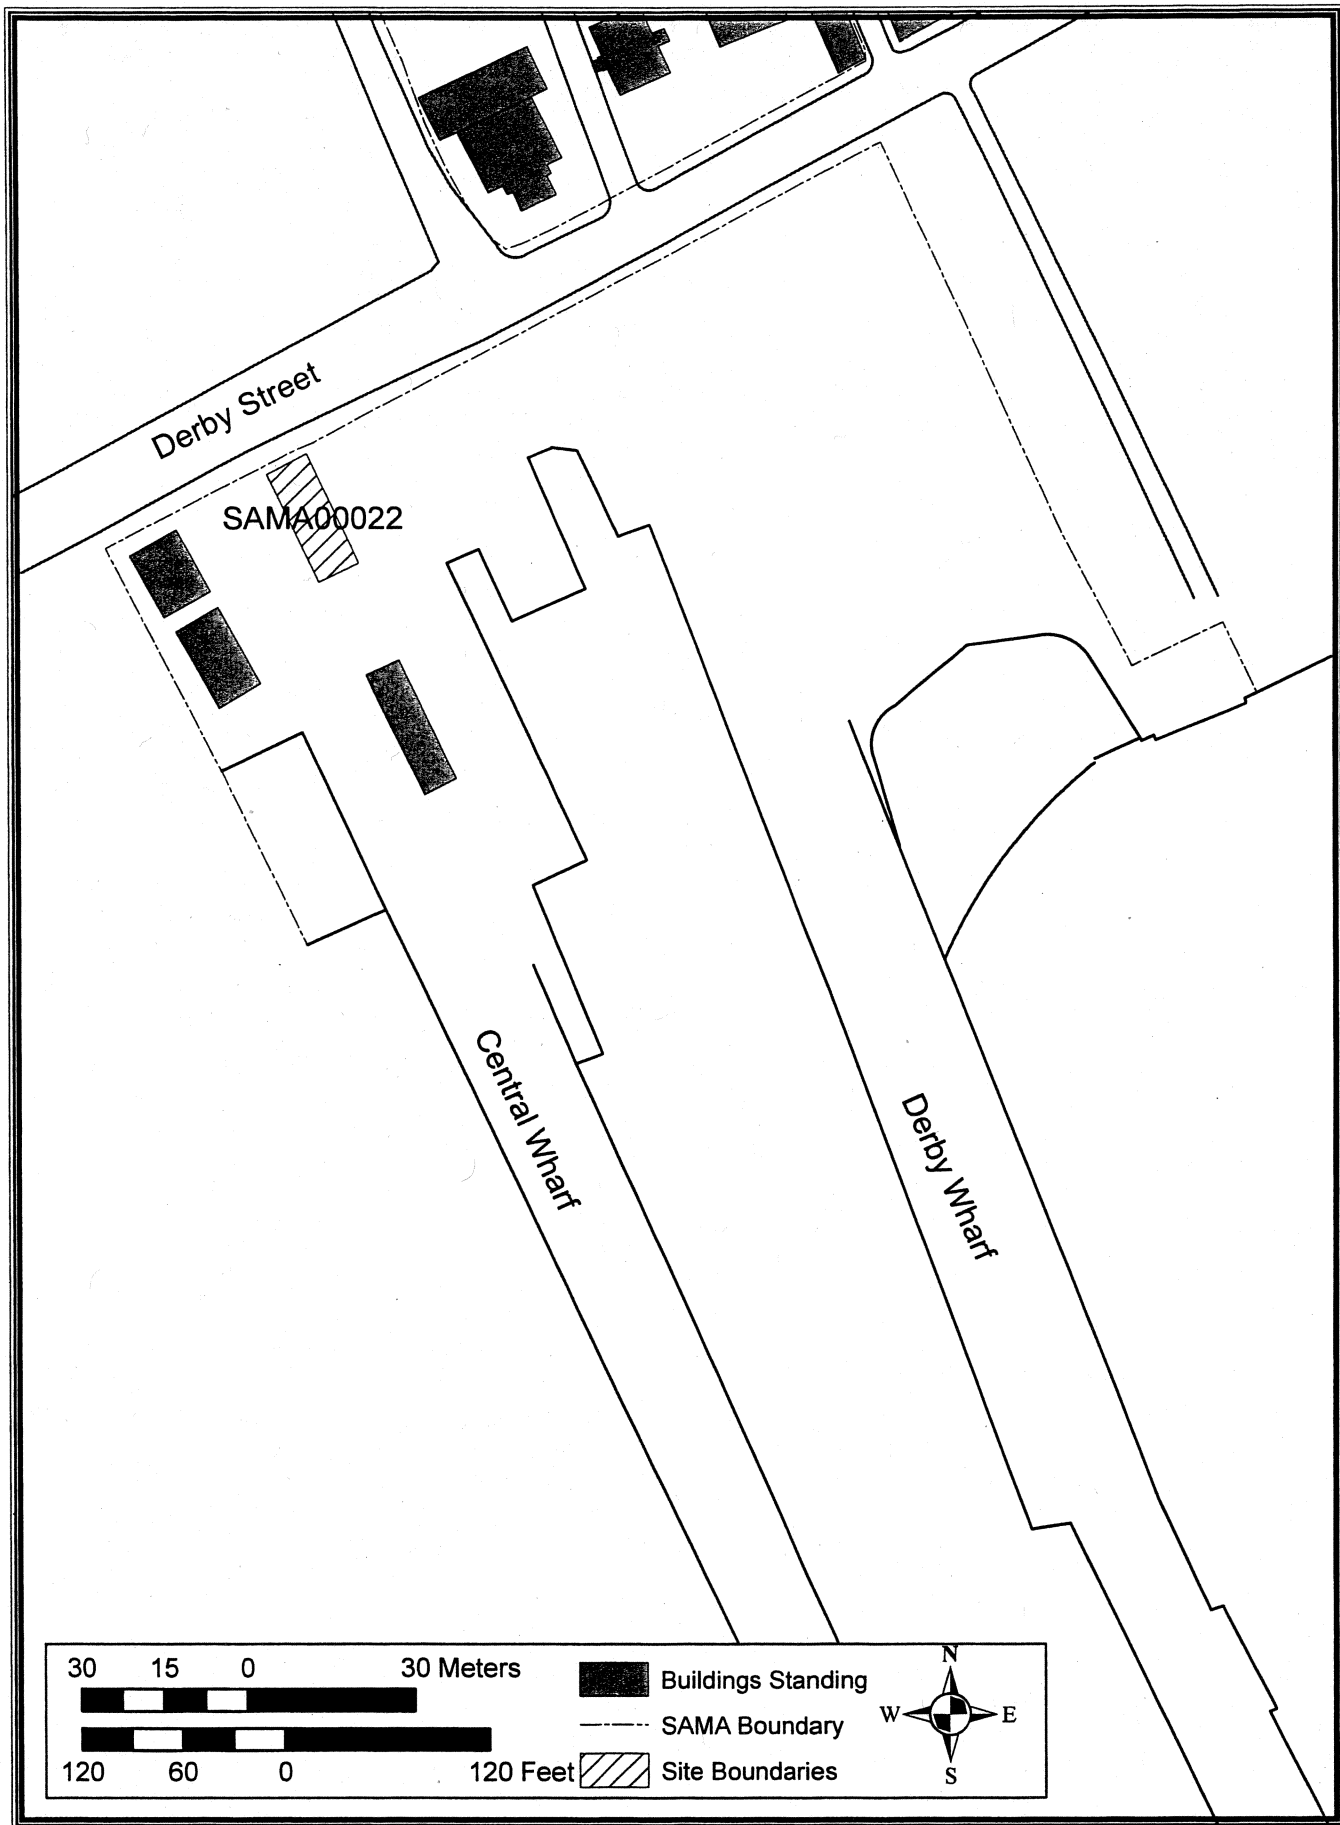 Derby Street
SAMA00022
Central Wharf
Derby Wharf
30 15 0 30 Meters
120 60 0 120 Feet
Buildings Standing
SAMA Boundary
Site Boundaries
N
W E
S